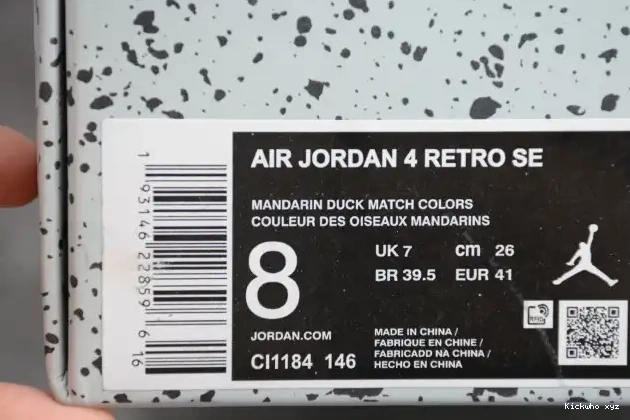 AIR JORDAN 4 RETRO SE
MANDARIN DUCK MATCH COLORS
COULEUR DES OISEAUX MANDARINS
8
UK 7 cm 26
BR 39.5 EUR 41
JORDAN.COM
CI1184 146
MADE IN CHINA /
FABRIQUE EN CHINE /
FABRICADD NA CHINA /
HECHO EN CHINA
RFID
1 93146 22859 6 16
Kickwho xyz